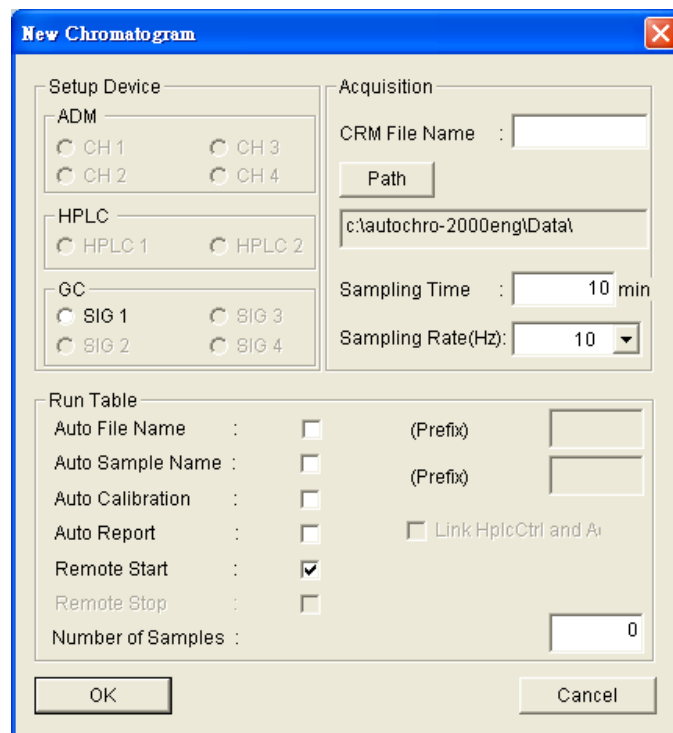 New Chromatogram
Setup Device
ADM
CH 1 CH 3
CH 2 CH 4
HPLC
HPLC 1 HPLC 2
GC
SIG 1 SIG 3
SIG 2 SIG 4
Acquisition
CRM File Name :
Path
c:\autochro-2000eng\Data\
Sampling Time : 10 min
Sampling Rate(Hz): 10
Run Table
Auto File Name : (Prefix)
Auto Sample Name : (Prefix)
Auto Calibration :
Auto Report : Link HplcCtrl and
Remote Start :
Remote Stop :
Number of Samples : 0
OK Cancel